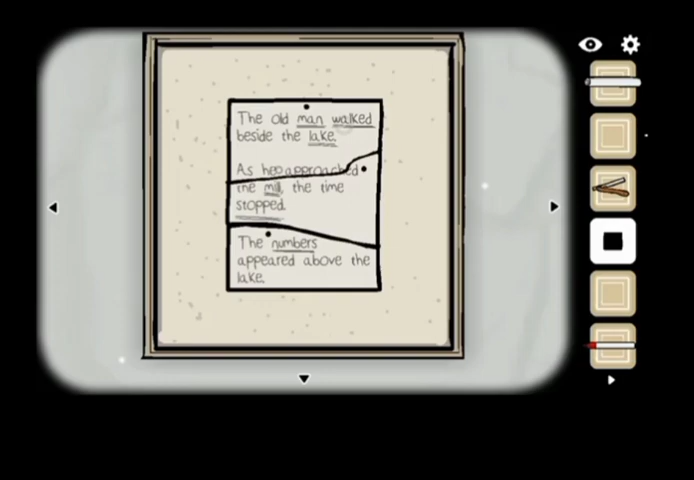 The old man walked
beside the lake.
As he approached
the mill, the time
stopped.
The numbers
appeared above the
lake.